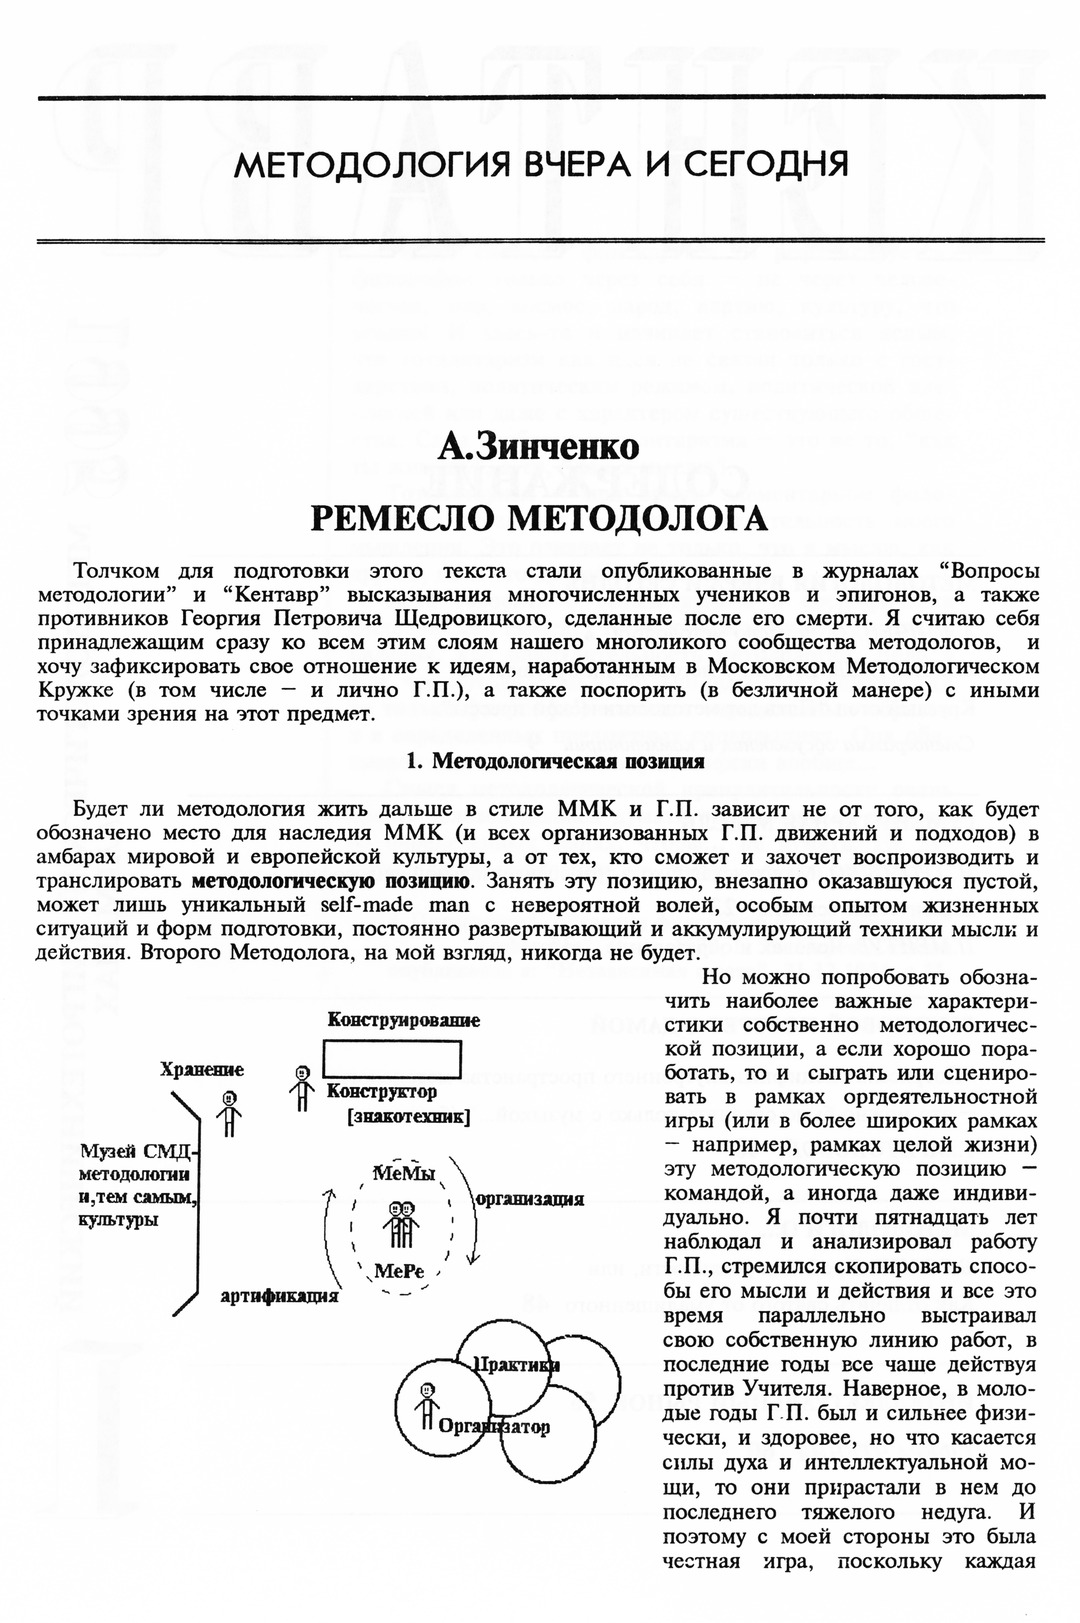 МЕТОДОЛОГИЯ ВЧЕРА И СЕГОДНЯ
А.Зинченко
РЕМЕСЛО МЕТОДОЛОГА
Толчком для подготовки этого текста стали опубликованные в журналах “Вопросы
методологии” и “Кентавр” высказывания многочисленных учеников и эпигонов, а также
противников Георгия Петровича Щедровицкого, сделанные после его смерти. Я считаю себя
принадлежащим сразу ко всем этим слоям нашего многоликого сообщества методологов, и
хочу зафиксировать свое отношение к идеям, наработанным в Московском Методологическом
Кружке (в том числе — и лично Г.П.), а также поспорить (в безличной манере) с иными
точками зрения на этот предмет.
1. Методологическая позиция
Будет ли методология жить дальше в стиле ММК и Г.П. зависит не от того, как будет
обозначено место для наследия ММК (и всех организованных Г.П. движений и подходов) в
амбарах мировой и европейской культуры, а от тех, кто сможет и захочет воспроизводить и
транслировать методологическую позицию. Занять эту позицию, внезапно оказавшуюся пустой,
может лишь уникальный self-made man с невероятной волей, особым опытом жизненных
ситуаций и форм подготовки, постоянно развертывающий и аккумулирующий техники мысли и
действия. Второго Методолога, на мой взгляд, никогда не будет.
Конструирование
Хранение
Конструктор
[знакотехник]
Музей СМД-
методологии
и,тем самым,
культуры
МеМы
организация
МеРе
артификация
Практики
Организатор
Но можно попробовать обозна-
чить наиболее важные характери-
стики собственно методологичес-
кой позиции, а если хорошо пора-
ботать, то и сыграть или сцениро-
вать в рамках оргдеятельностной
игры (или в более широких рамках
— например, рамках целой жизни)
эту методологическую позицию —
командой, а иногда даже индиви-
дуально. Я почти пятнадцать лет
наблюдал и анализировал работу
Г.П., стремился скопировать спосо-
бы его мысли и действия и все это
время параллельно выстраивал
свою собственную линию работ, в
последние годы все чаще действуя
против Учителя. Наверное, в моло-
дые годы Г.П. был и сильнее физи-
чески, и здоровее, но что касается
силы духа и интеллектуальной мо-
щи, то они прирастали в нем до
последнего тяжелого недуга. И
поэтому с моей стороны это была
честная игра, поскольку каждая